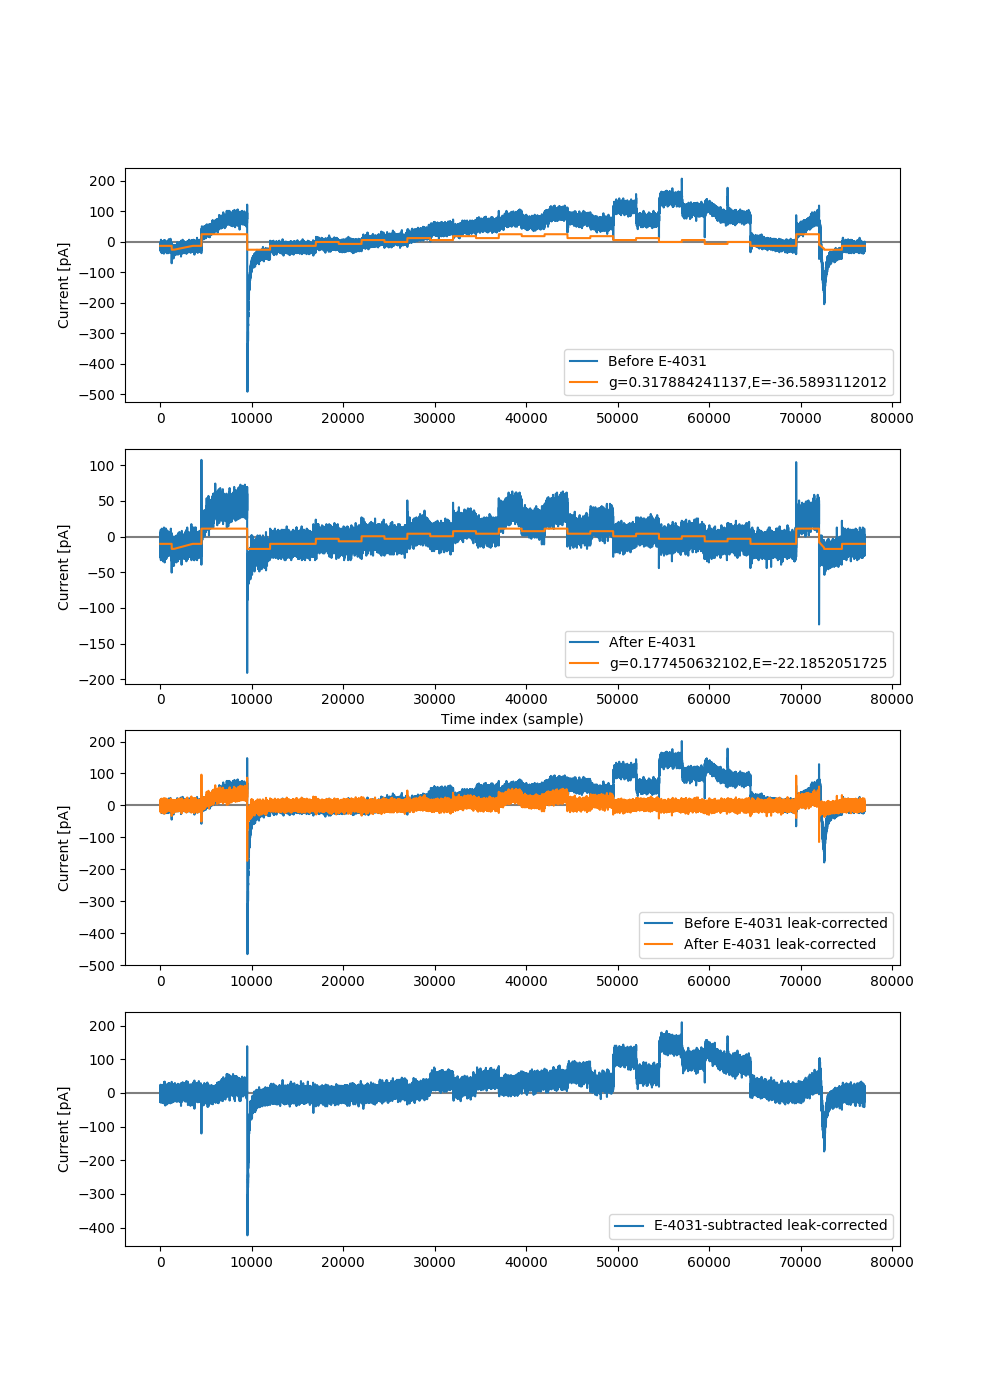 200
100
0
−100
−200
−300
−400
−500
Current [pA]
Before E-4031
g=0.317884241137,E=-36.5893112012
0 10000 20000 30000 40000 50000 60000 70000 80000
100
50
0
−50
−100
−150
−200
Current [pA]
After E-4031
g=0.177450632102,E=-22.1852051725
0 10000 20000 30000 40000 50000 60000 70000 80000
Time index (sample)
200
100
0
−100
−200
−300
−400
−500
Current [pA]
Before E-4031 leak-corrected
After E-4031 leak-corrected
0 10000 20000 30000 40000 50000 60000 70000 80000
200
100
0
−100
−200
−300
−400
Current [pA]
E-4031-subtracted leak-corrected
0 10000 20000 30000 40000 50000 60000 70000 80000